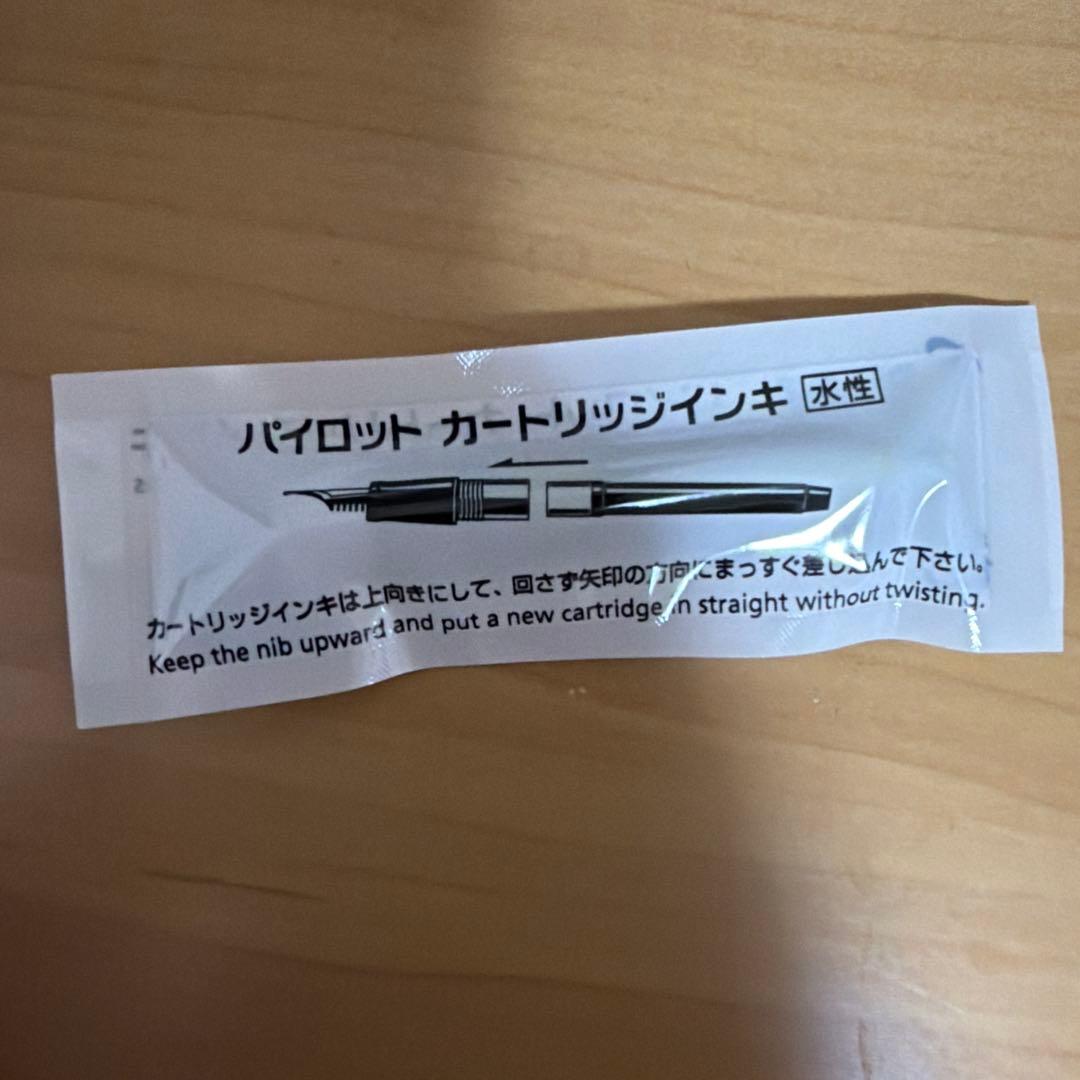 パイロット カートリッジインキ 水性
カートリッジインキは上向きにして、回さず矢印の方向にまっすぐ差し込んで下さい。
Keep the nib upward and put a new cartridge in straight without twisting.